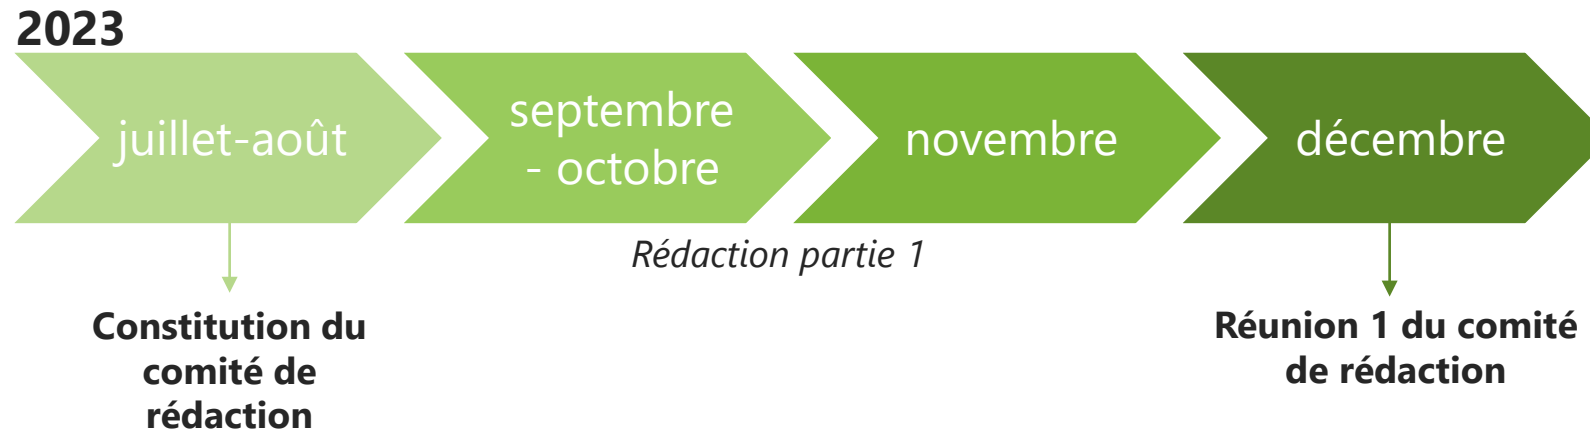 2023
juillet-août
septembre
- octobre
novembre
décembre
Rédaction partie 1
Constitution du
comité de
rédaction
Réunion 1 du comité
de rédaction